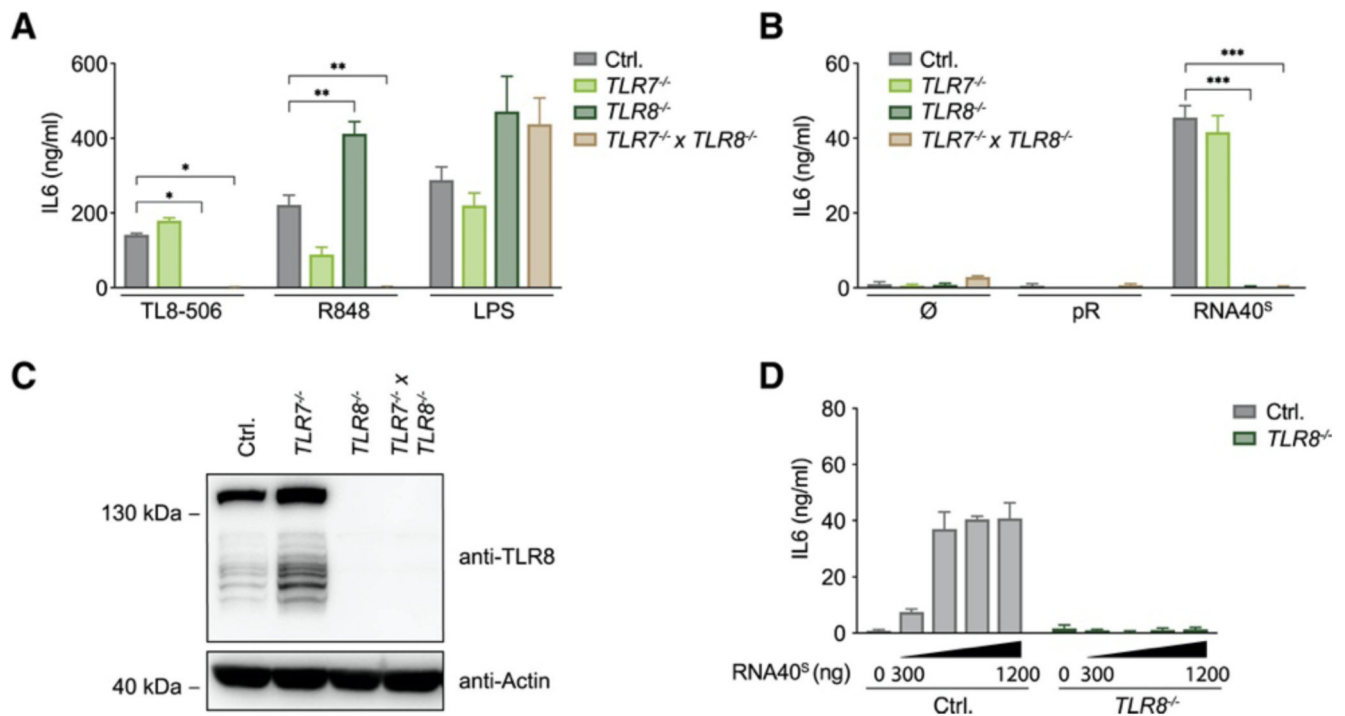 A
IL6 (ng/ml)
600
400
200
0
**
**
*
*
TL8-506
R848
LPS
Ctrl.
TLR7-/-
TLR8-/-
TLR7-/- x TLR8-/-
B
IL6 (ng/ml)
60
40
20
0
Ctrl.
TLR7-/-
TLR8-/-
TLR7-/- x TLR8-/-
***
***
Ø
pR
RNA40ˢ
C
Ctrl.
TLR7-/-
TLR8-/-
TLR7-/- x
TLR8-/-
130 kDa –
anti-TLR8
40 kDa –
anti-Actin
D
IL6 (ng/ml)
80
60
40
20
0
Ctrl.
TLR8-/-
RNA40ˢ (ng) 0 300 1200 0 300 1200
Ctrl. TLR8-/-